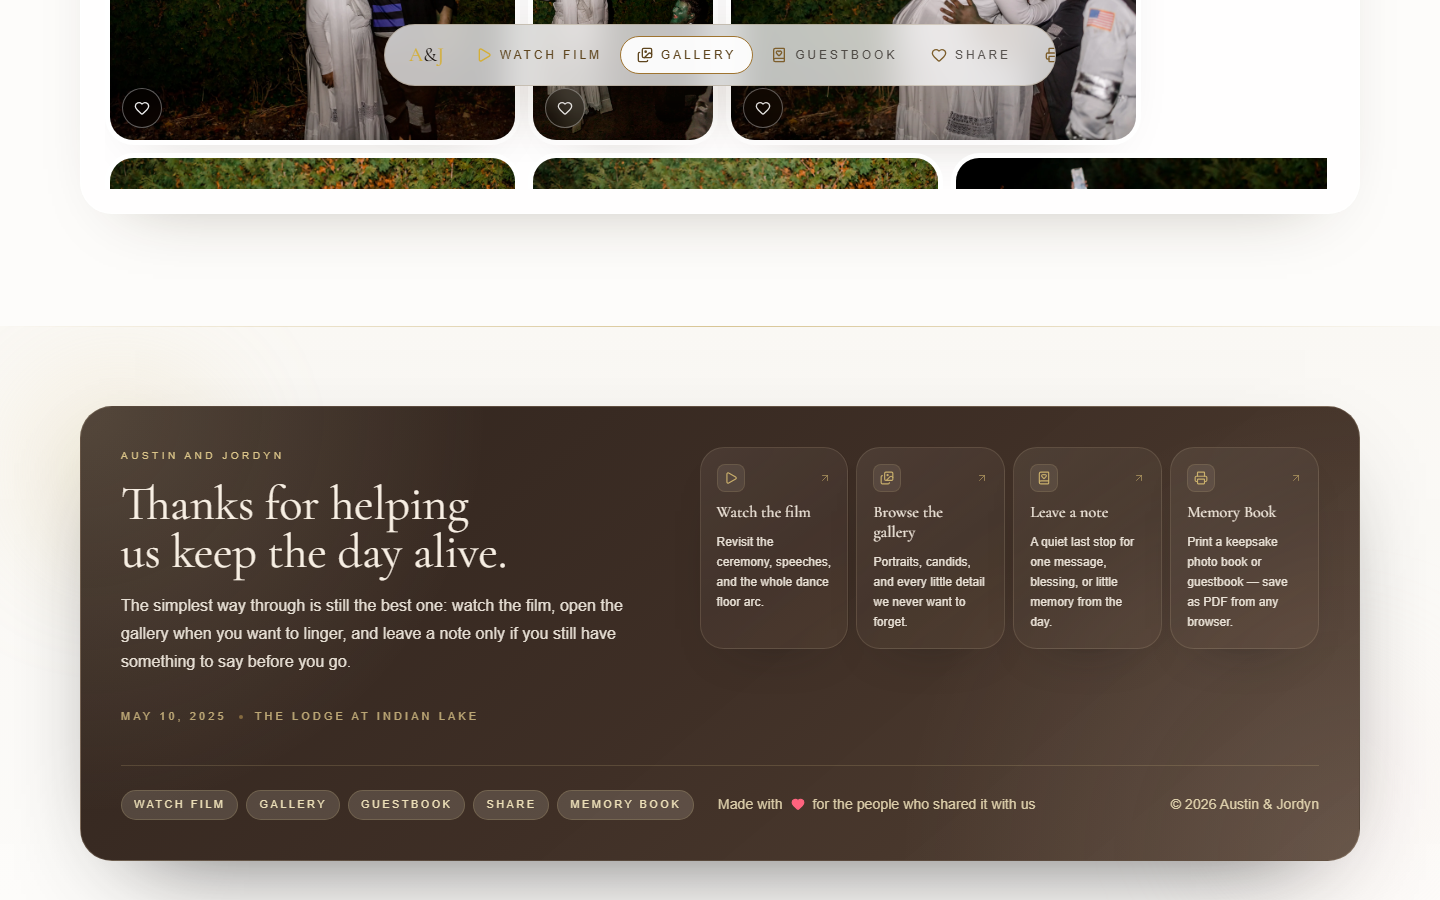 A&J
WATCH FILM
GALLERY
GUESTBOOK
SHARE
AUSTIN AND JORDYN
Thanks for helping
us keep the day alive.
The simplest way through is still the best one: watch the film, open the
gallery when you want to linger, and leave a note only if you still have
something to say before you go.
MAY 10, 2025 • THE LODGE AT INDIAN LAKE
Watch the film
Revisit the
ceremony, speeches,
and the whole dance
floor arc.
Browse the
gallery
Portraits, candids,
and every little detail
we never want to
forget.
Leave a note
A quiet last stop for
one message,
blessing, or little
memory from the
day.
Memory Book
Print a keepsake
photo book or
guestbook — save
as PDF from any
browser.
WATCH FILM
GALLERY
GUESTBOOK
SHARE
MEMORY BOOK
Made with ♥ for the people who shared it with us
© 2026 Austin & Jordyn